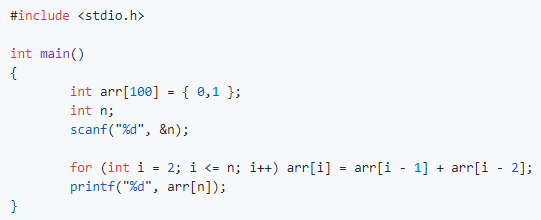 #include <stdio.h>

int main()
{
        int arr[100] = { 0,1 };
        int n;
        scanf("%d", &n);

        for (int i = 2; i <= n; i++) arr[i] = arr[i - 1] + arr[i - 2];
        printf("%d", arr[n]);
}